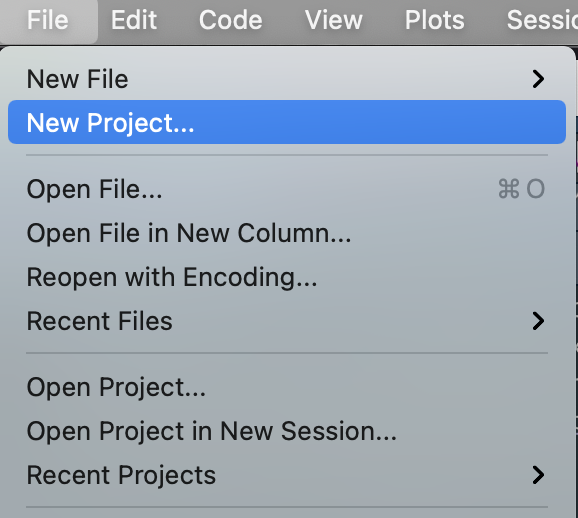 File Edit Code View Plots Sessio
New File
New Project...
Open File... ⌘ O
Open File in New Column...
Reopen with Encoding...
Recent Files
Open Project...
Open Project in New Session...
Recent Projects